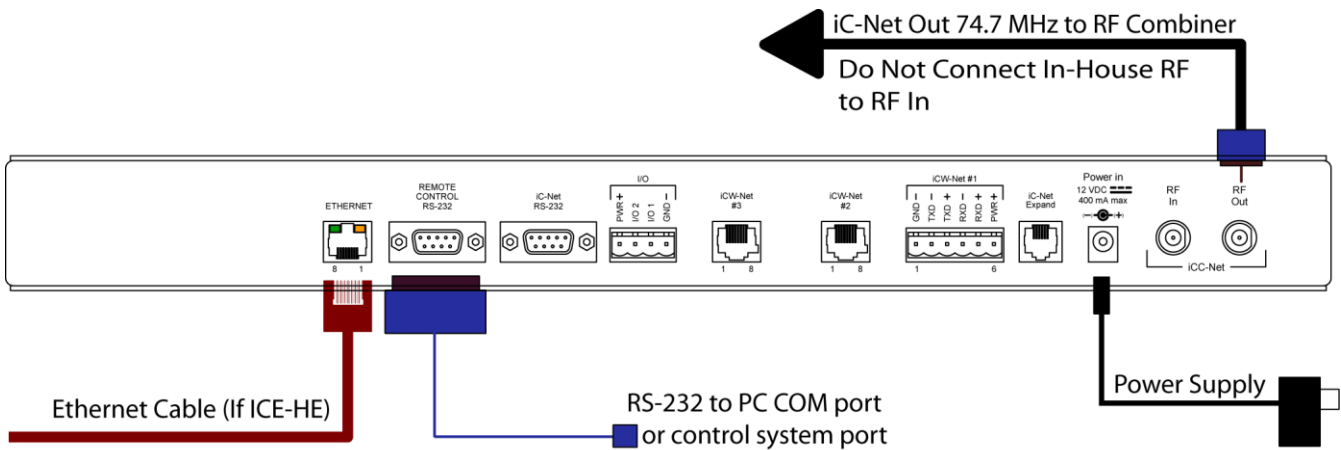 iC-Net Out 74.7 MHz to RF Combiner
Do Not Connect In-House RF
to RF In
ETHERNET
8 1
REMOTE
CONTROL
RS-232
iC-Net
RS-232
I/O
PWR +
I/O 2
I/O 1
GND −
iCW-Net
#3
1 8
iCW-Net
#2
1 8
iCW-Net #1
GND −
TXD −
TXD +
RXD −
RXD +
PWR +
1 6
iC-Net
Expand
Power in
12 VDC
400 mA max
(−) (+)
RF
In
RF
Out
iCC-Net
Ethernet Cable (If ICE-HE)
RS-232 to PC COM port
or control system port
Power Supply